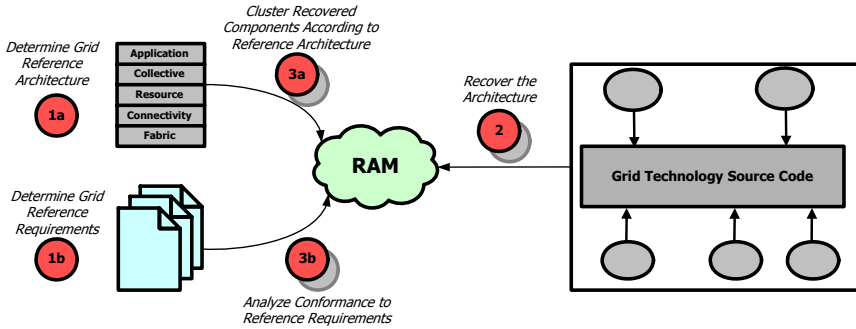 Determine Grid
Reference
Architecture
1a
Application
Collective
Resource
Connectivity
Fabric
Cluster Recovered
Components According to
Reference Architecture
3a
Recover the
Architecture
2
RAM
Grid Technology Source Code
Determine Grid
Reference
Requirements
1b
3b
Analyze Conformance to
Reference Requirements